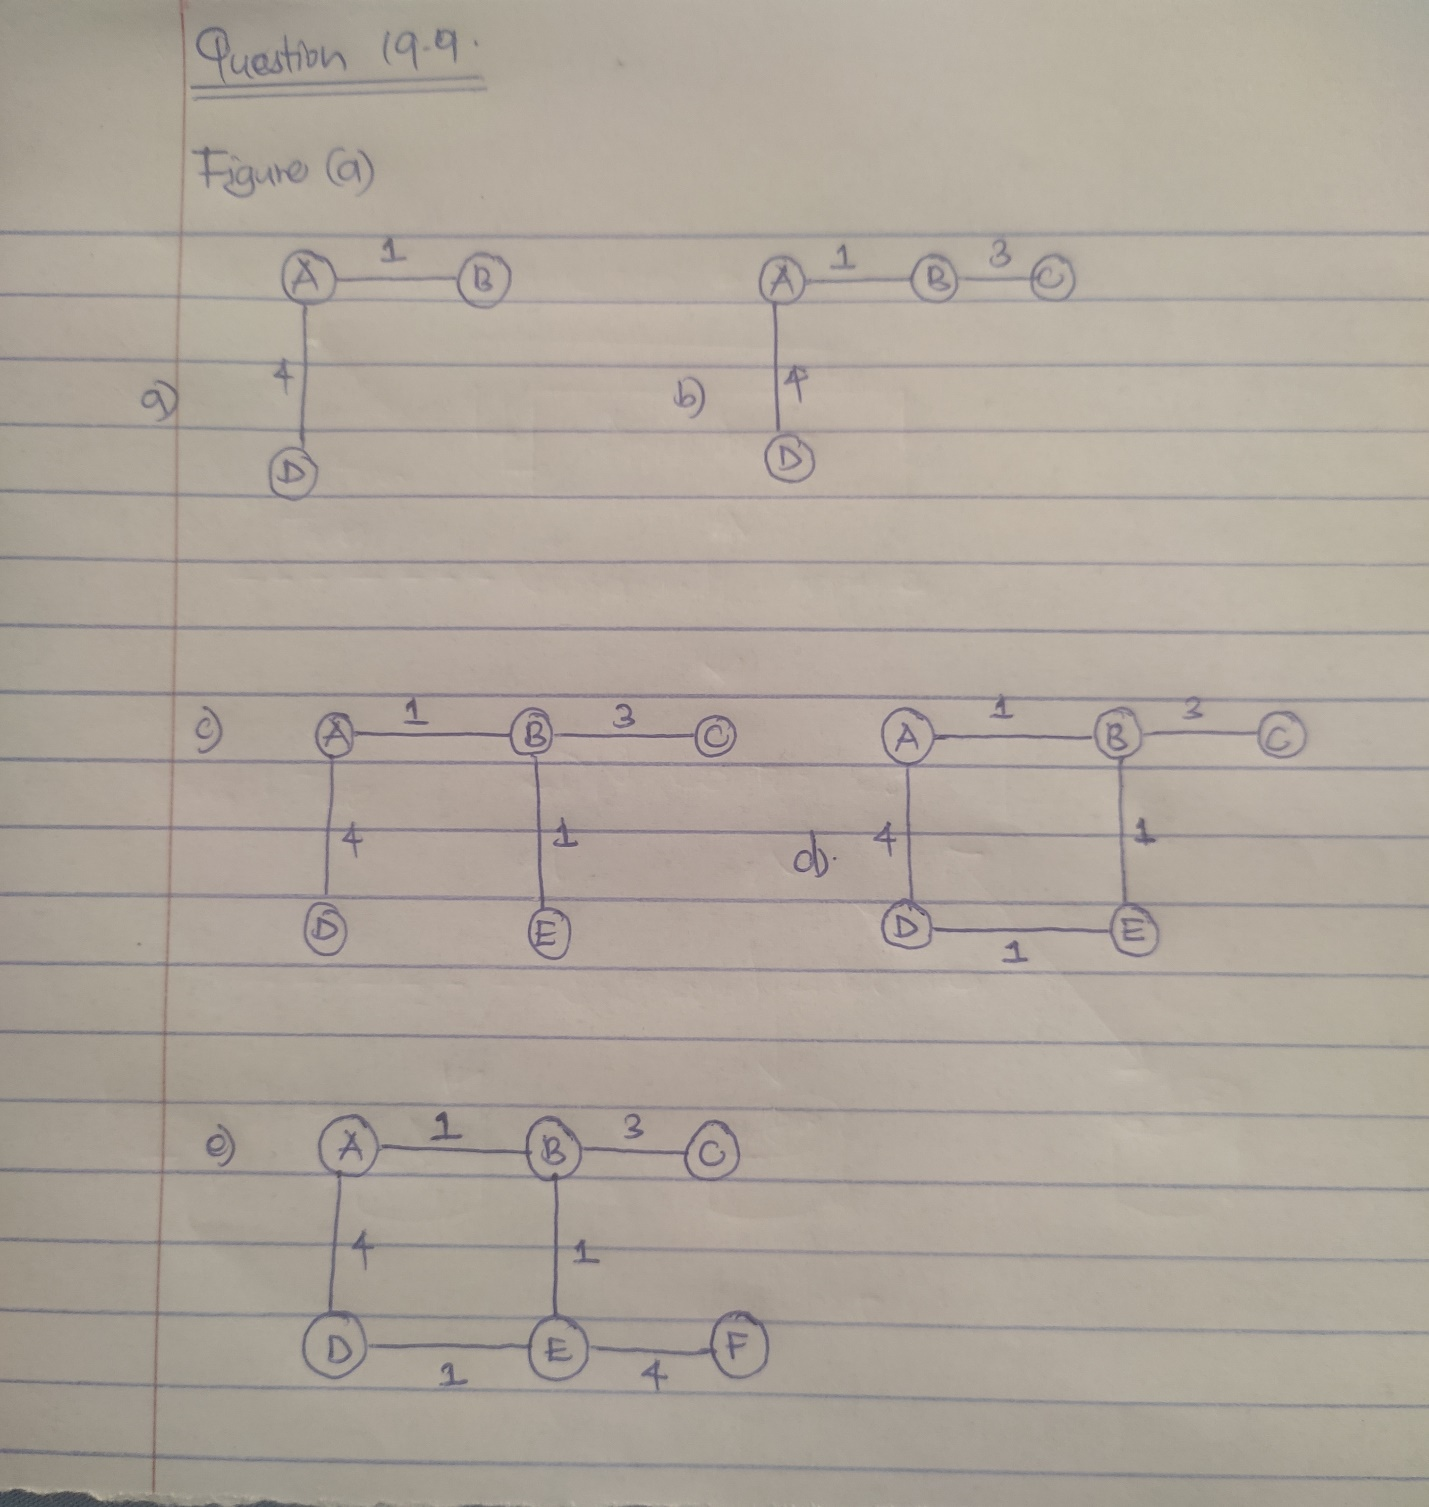 Question 19.9.
Figure (a)
1 3
A B A B C
1
a) 4 b) 4
D D
1 3 1 3
c) A B C A B C
4 1 d). 4 1
D E D E
1
1 3
e) A B C
4 1
D E F
1 4